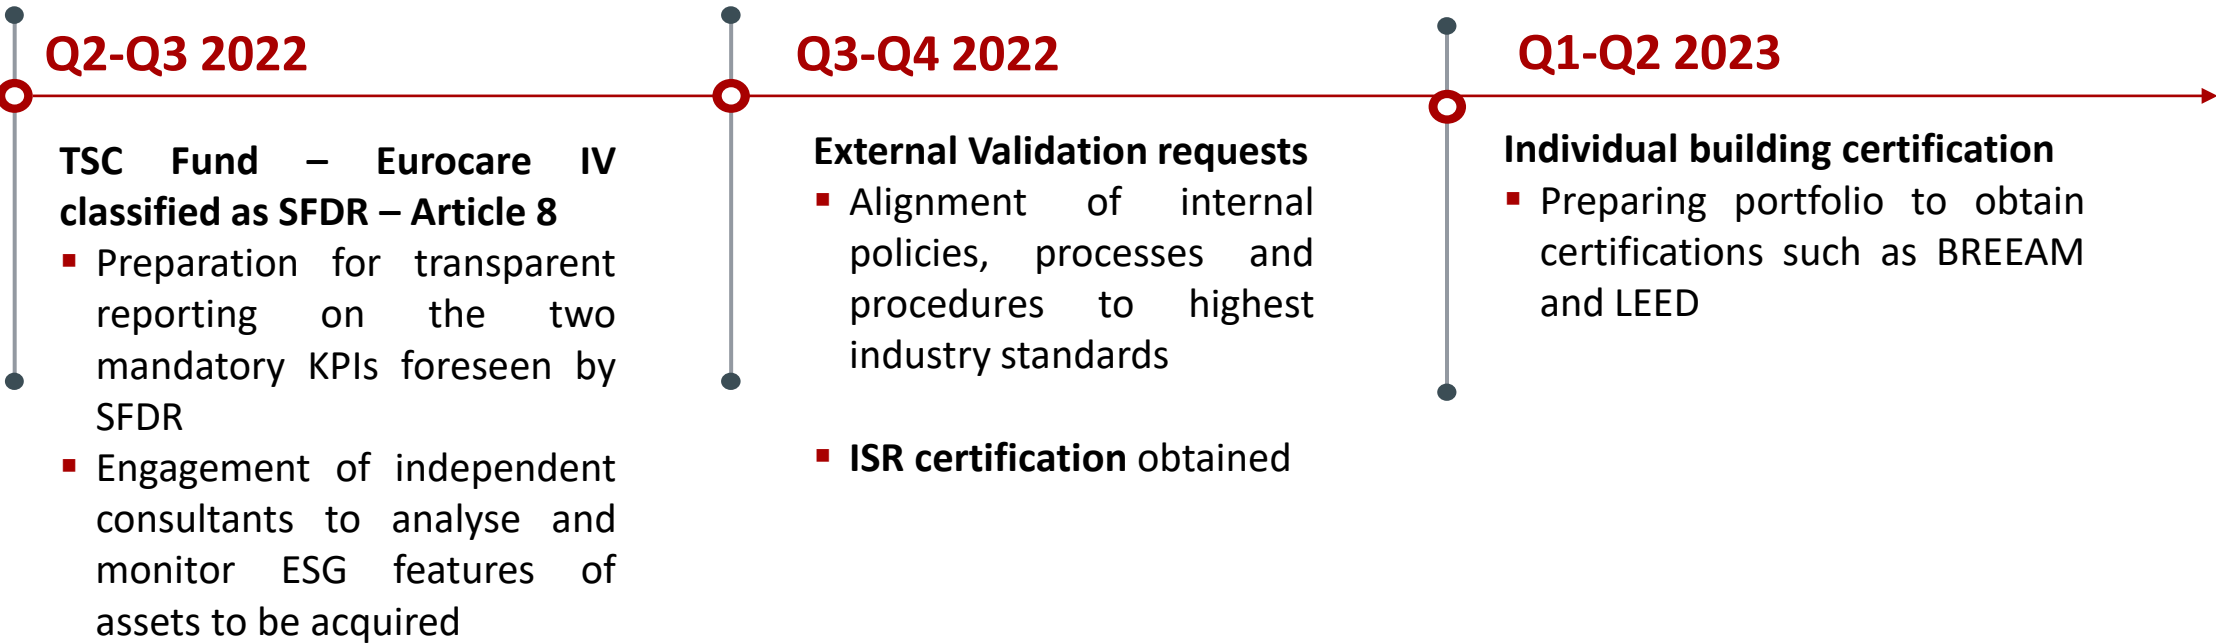 Q2-Q3 2022
TSC Fund – Eurocare IV
classified as SFDR – Article 8
▪ Preparation for transparent
reporting on the two
mandatory KPIs foreseen by
SFDR
▪ Engagement of independent
consultants to analyse and
monitor ESG features of
assets to be acquired
Q3-Q4 2022
External Validation requests
▪ Alignment of internal
policies, processes and
procedures to highest
industry standards
▪ ISR certification obtained
Q1-Q2 2023
Individual building certification
▪ Preparing portfolio to obtain
certifications such as BREEAM
and LEED